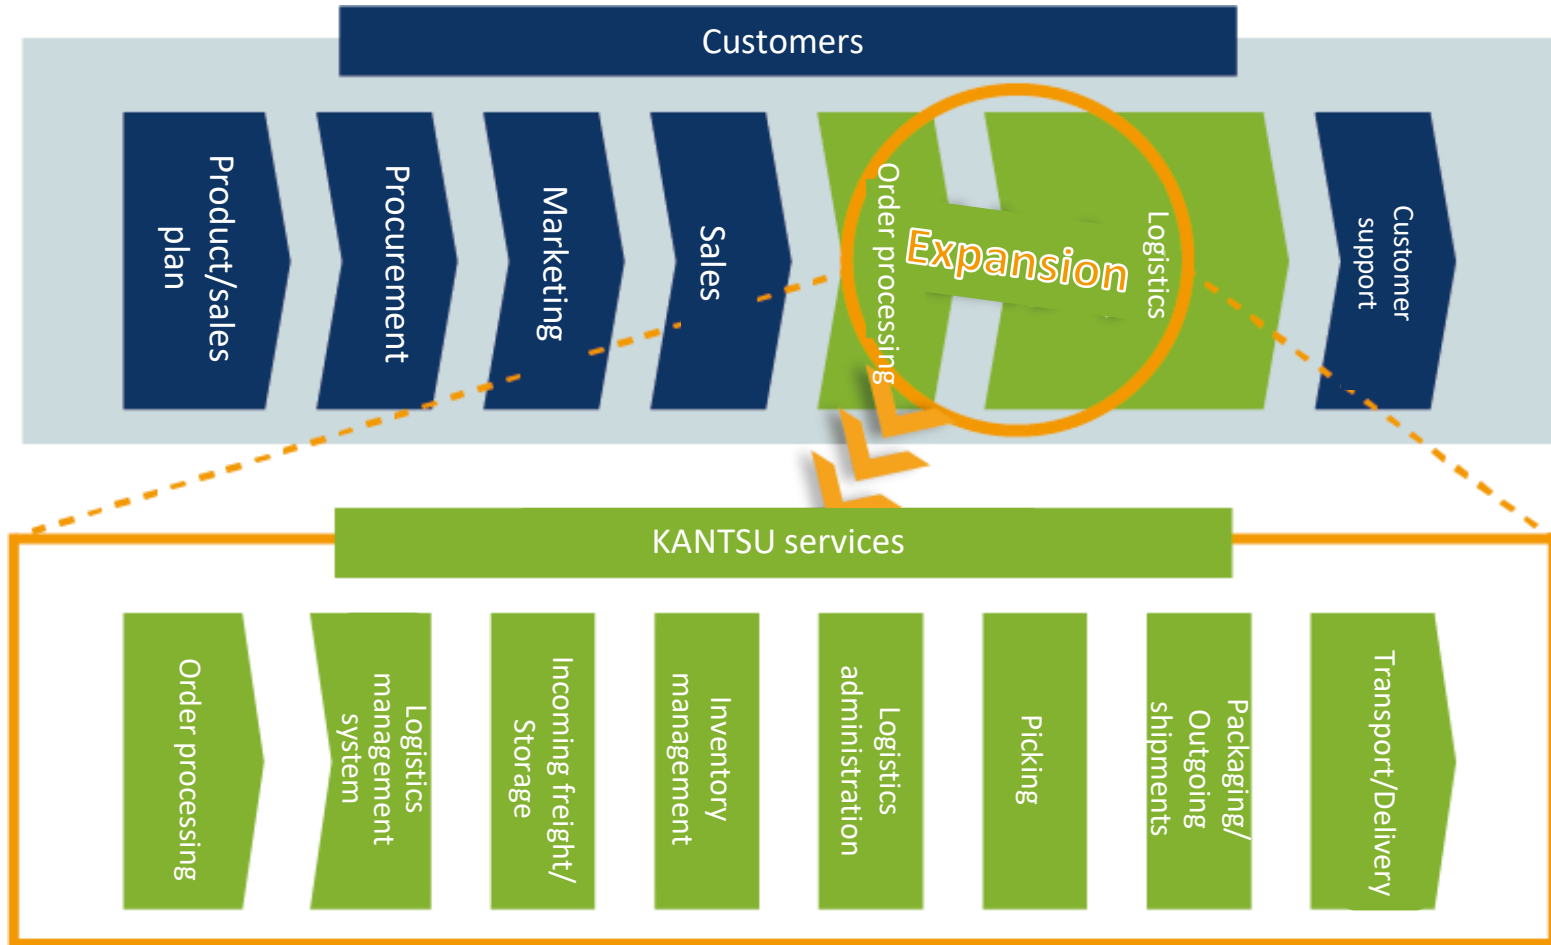 Customers
Product/sales
plan
Procurement
Marketing
Sales
Order processing
Expansion
Logistics
Customer
support
KANTSU services
Order processing
Logistics
management
system
Incoming freight/
Storage
Inventory
management
Logistics
administration
Picking
Packaging/
Outgoing
shipments
Transport/Delivery